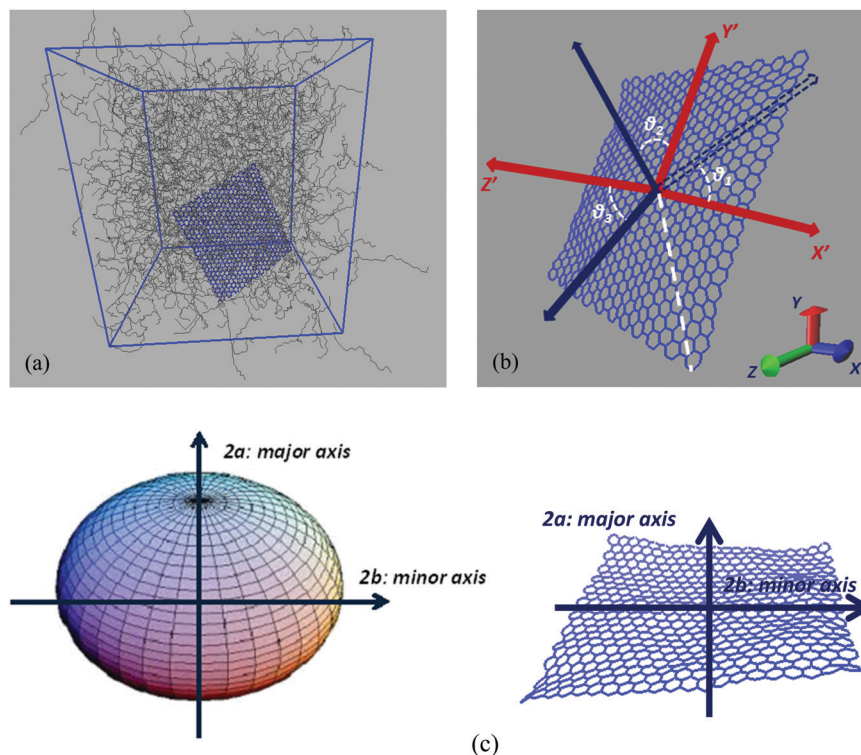 (a)
Y'
ϑ2
Z'
ϑ1
ϑ3
X'
Y
(b)
Z
X
2a: major axis
2b: minor axis
2a: major axis
2b: minor axis
(c)